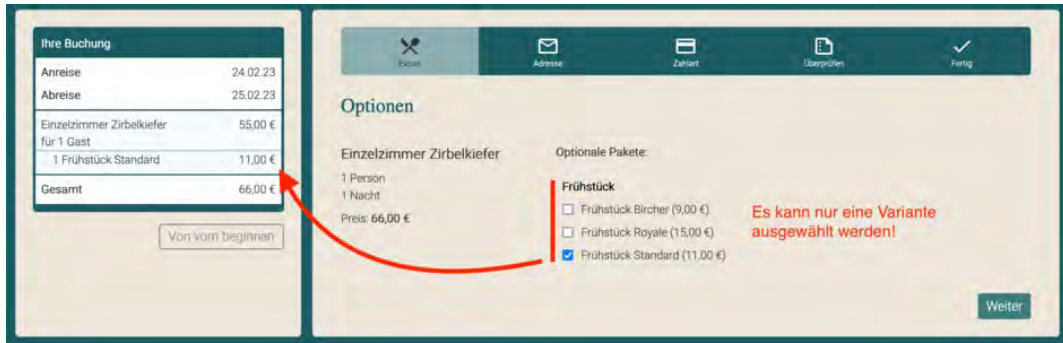 Ihre Buchung
Anreise 24.02.23
Abreise 25.02.23
Einzelzimmer Zirbelkiefer 55,00 €
für 1 Gast
1 Frühstück Standard 11,00 €
Gesamt 66,00 €
Von vorn beginnen
Extras Adresse Zahlart Überprüfen Fertig
Optionen
Einzelzimmer Zirbelkiefer
1 Person
1 Nacht
Preis: 66,00 €
Optionale Pakete:
Frühstück
Frühstück Bircher (9,00 €)
Frühstück Royale (15,00 €)
Frühstück Standard (11,00 €)
Es kann nur eine Variante
ausgewählt werden!
Weiter